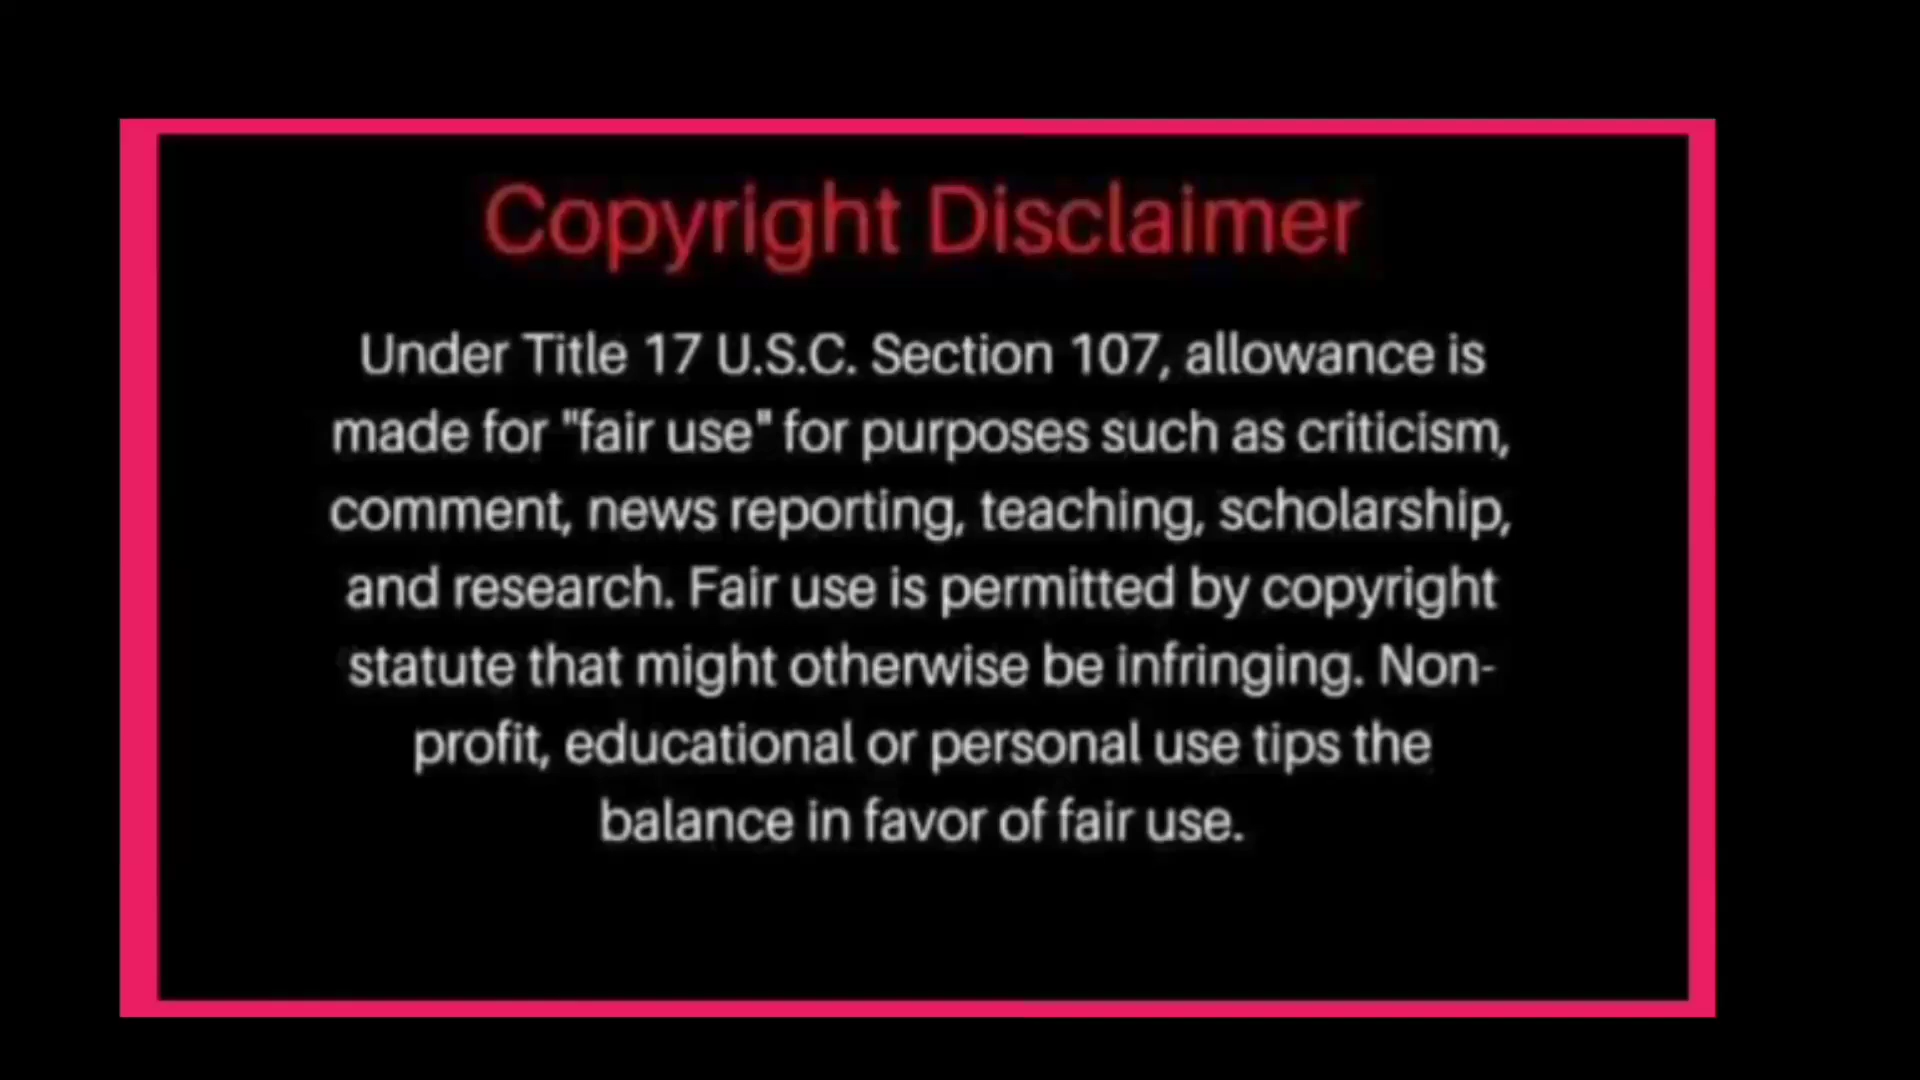 Copyright Disclaimer
Under Title 17 U.S.C. Section 107, allowance is
made for "fair use" for purposes such as criticism,
comment, news reporting, teaching, scholarship,
and research. Fair use is permitted by copyright
statute that might otherwise be infringing. Non-
profit, educational or personal use tips the
balance in favor of fair use.